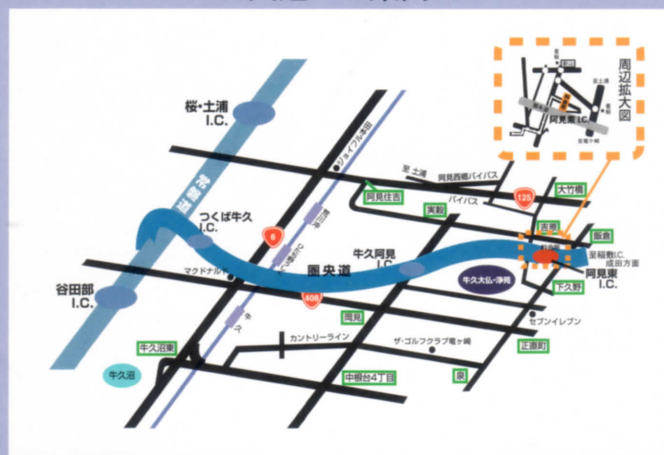 周辺拡大図
阿見東 I.C.
桜・土浦
I.C.
ジョイフル本田
至 土浦
阿見西郷バイパス
バイパス
125
大竹橋
阿見住吉
実穀
吉原
飯倉
つくば牛久
I.C.
6
牛久阿見
I.C.
圏央道
至稲敷I.C.
成田方面
阿見東
I.C.
マクドナルド
牛久大仏・浄苑
下久野
谷田部
I.C.
408
岡見
セブンイレブン
牛久
カントリーライン
ザ・ゴルフクラブ竜ヶ崎
正直町
牛久沼東
牛久沼
中根台4丁目
泉